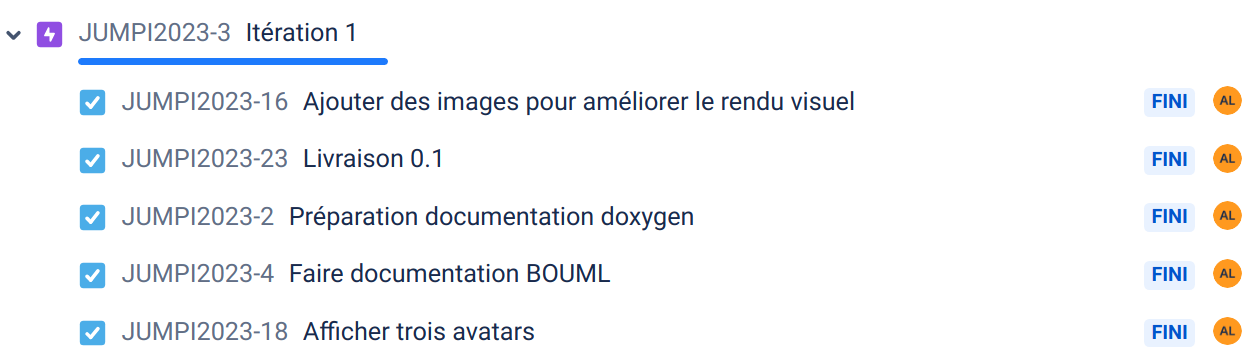 JUMPI2023-3 Itération 1
JUMPI2023-16 Ajouter des images pour améliorer le rendu visuel FINI AL
JUMPI2023-23 Livraison 0.1 FINI AL
JUMPI2023-2 Préparation documentation doxygen FINI AL
JUMPI2023-4 Faire documentation BOUML FINI AL
JUMPI2023-18 Afficher trois avatars FINI AL